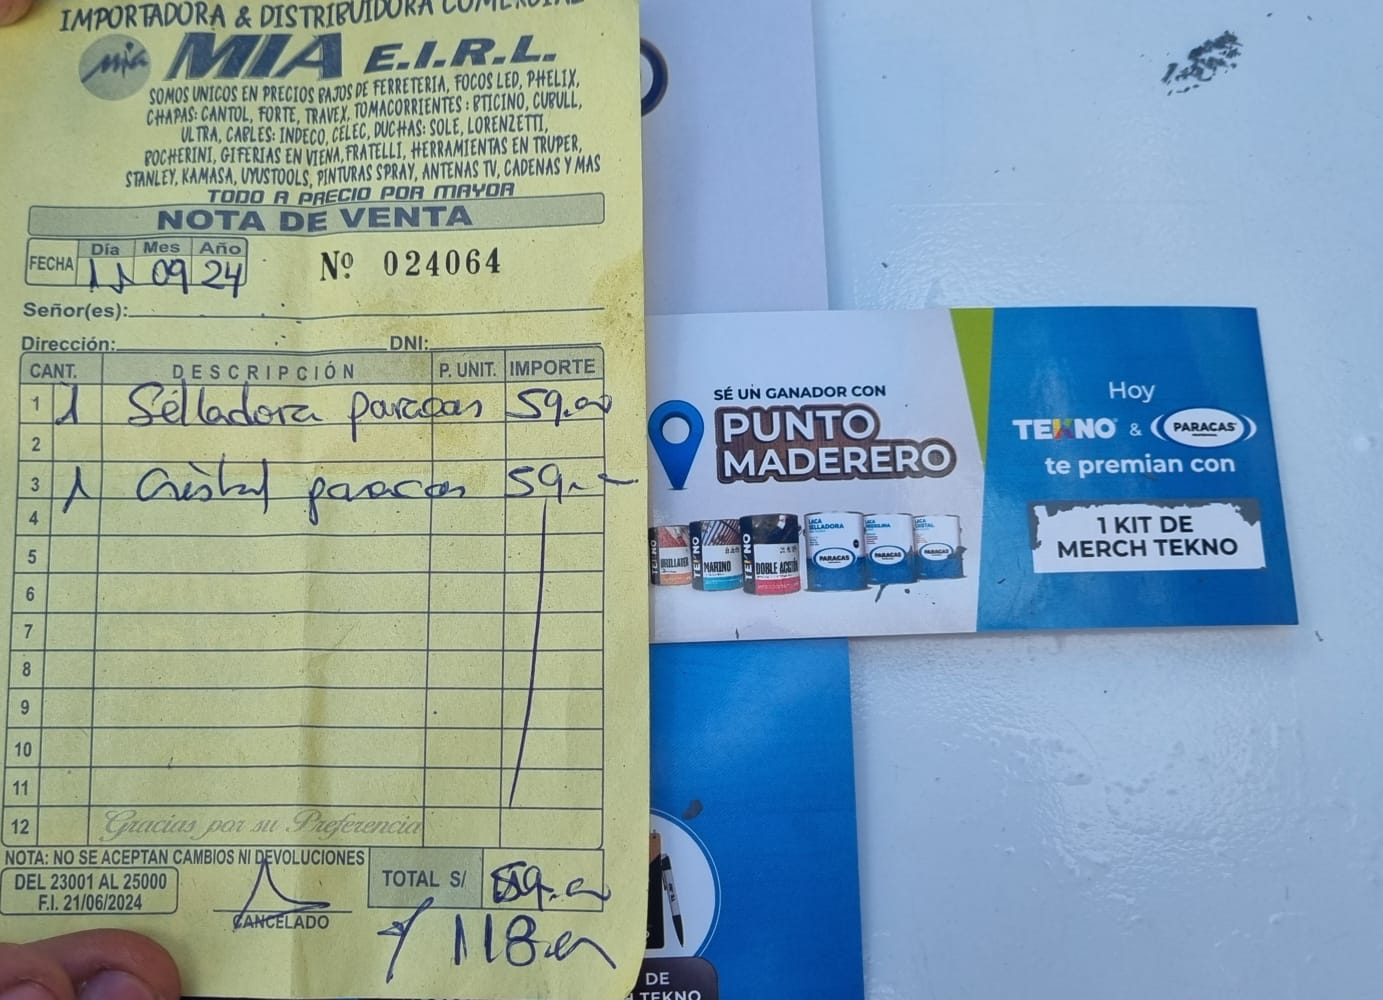 IMPORTADORA & DISTRIBUIDORA COMERCIAL
mia MIA E.I.R.L.
SOMOS UNICOS EN PRECIOS BAJOS DE FERRETERIA, FOCOS LED, PHELIX,
CHAPAS: CANTOL, FORTE, TRAVEX, TOMACORRIENTES : BTICINO, CUBULL,
ULTRA, CABLES: INDECO, CELEC, DUCHAS: SOLE, LORENZETTI,
BOCHERINI, GIFERIAS EN VIENA, FRATELLI, HERRAMIENTAS EN TRUPER,
STANLEY, KAMASA, UYUSTOOLS, PINTURAS SPRAY, ANTENAS TV, CADENAS Y MAS
TODO A PRECIO POR MAYOR
NOTA DE VENTA
FECHA Día Mes Año
11 09 24
Nº 024064
Señor(es):
Dirección: DNI:
CANT. DESCRIPCIÓN P. UNIT. IMPORTE
1 1 Sélladora paracas 59.00
2
3 1 Cristal paracas 59.-
4
5
6
7
8
9
10
11
12 Gracias por su Preferencia
NOTA: NO SE ACEPTAN CAMBIOS NI DEVOLUCIONES
DEL 23001 AL 25000
F.I. 21/06/2024
CANCELADO
TOTAL S/ 59.00
118.00
SÉ UN GANADOR CON
PUNTO
MADERERO
TEKNO
MARINO
TEKNO
DOBLE ACCIÓN
LACA
SELLADORA
PARACAS
PARACAS
LACA
CRISTAL
PARACAS
Hoy
TEKNO & PARACAS
te premian con
1 KIT DE
MERCH TEKNO
DE
TEKNO